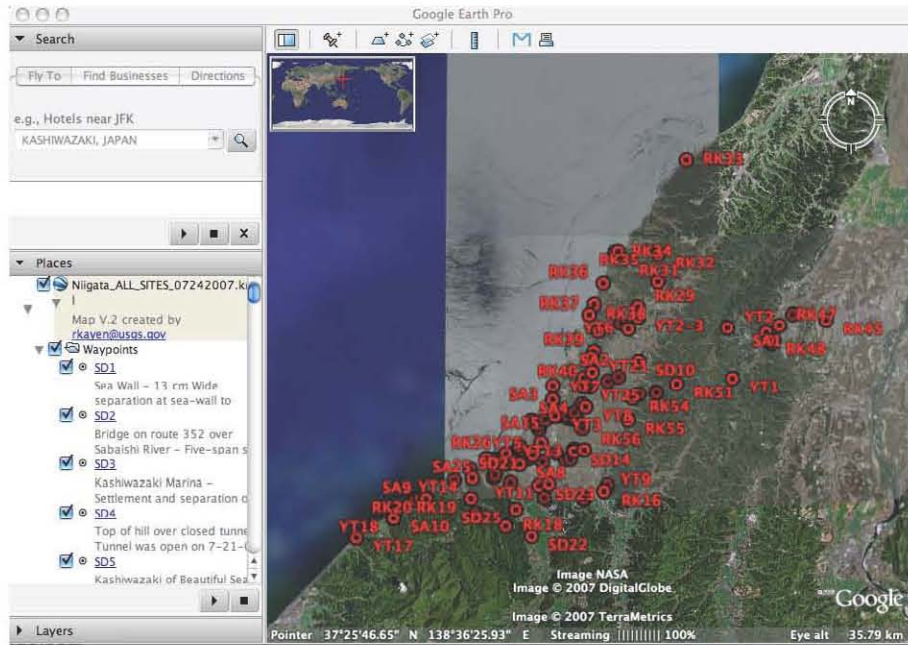 Google Earth Pro
Search
Fly To Find Businesses Directions
e.g., Hotels near JFK
KASHIWAZAKI, JAPAN
Places
Niigata_ALL_SITES_07242007.k
l
Map V.2 created by
rkaven@usgs.gov
Waypoints
SD1
Sea Wall – 13 cm Wide
separation at sea-wall to
SD2
Bridge on route 352 over
Sabaishi River – Five-span s
SD3
Kashiwazaki Marina –
Settlement and separation o
SD4
Top of hill over closed tunne
Tunnel was open on 7-21-
SD5
Kashiwazaki of Beautiful Sea
Layers
N
RK33
RK34
RK35
RK32
RK36
RK31
RK29
RK37
RK38
RK47
YT2
RK45
YT6
YT2-3
RK39
SA1
RK48
SA2
YT21
SD10
RK40
YT7
RK51
YT1
SA3
YT25
RK54
SA4
YT8
SA15
YT3
RK55
RK26
YT5
RK56
SD14
SA25
SD21
SA8
YT9
SA9
YT14
YT11
SD23
RK16
RK20
RK19
SD25
RK18
YT18
SA10
SD22
YT17
Image NASA
Image © 2007 DigitalGlobe
Image © 2007 TerraMetrics
Google
Pointer 37°25'46.65" N 138°36'25.93" E Streaming 100% Eye alt 35.79 km